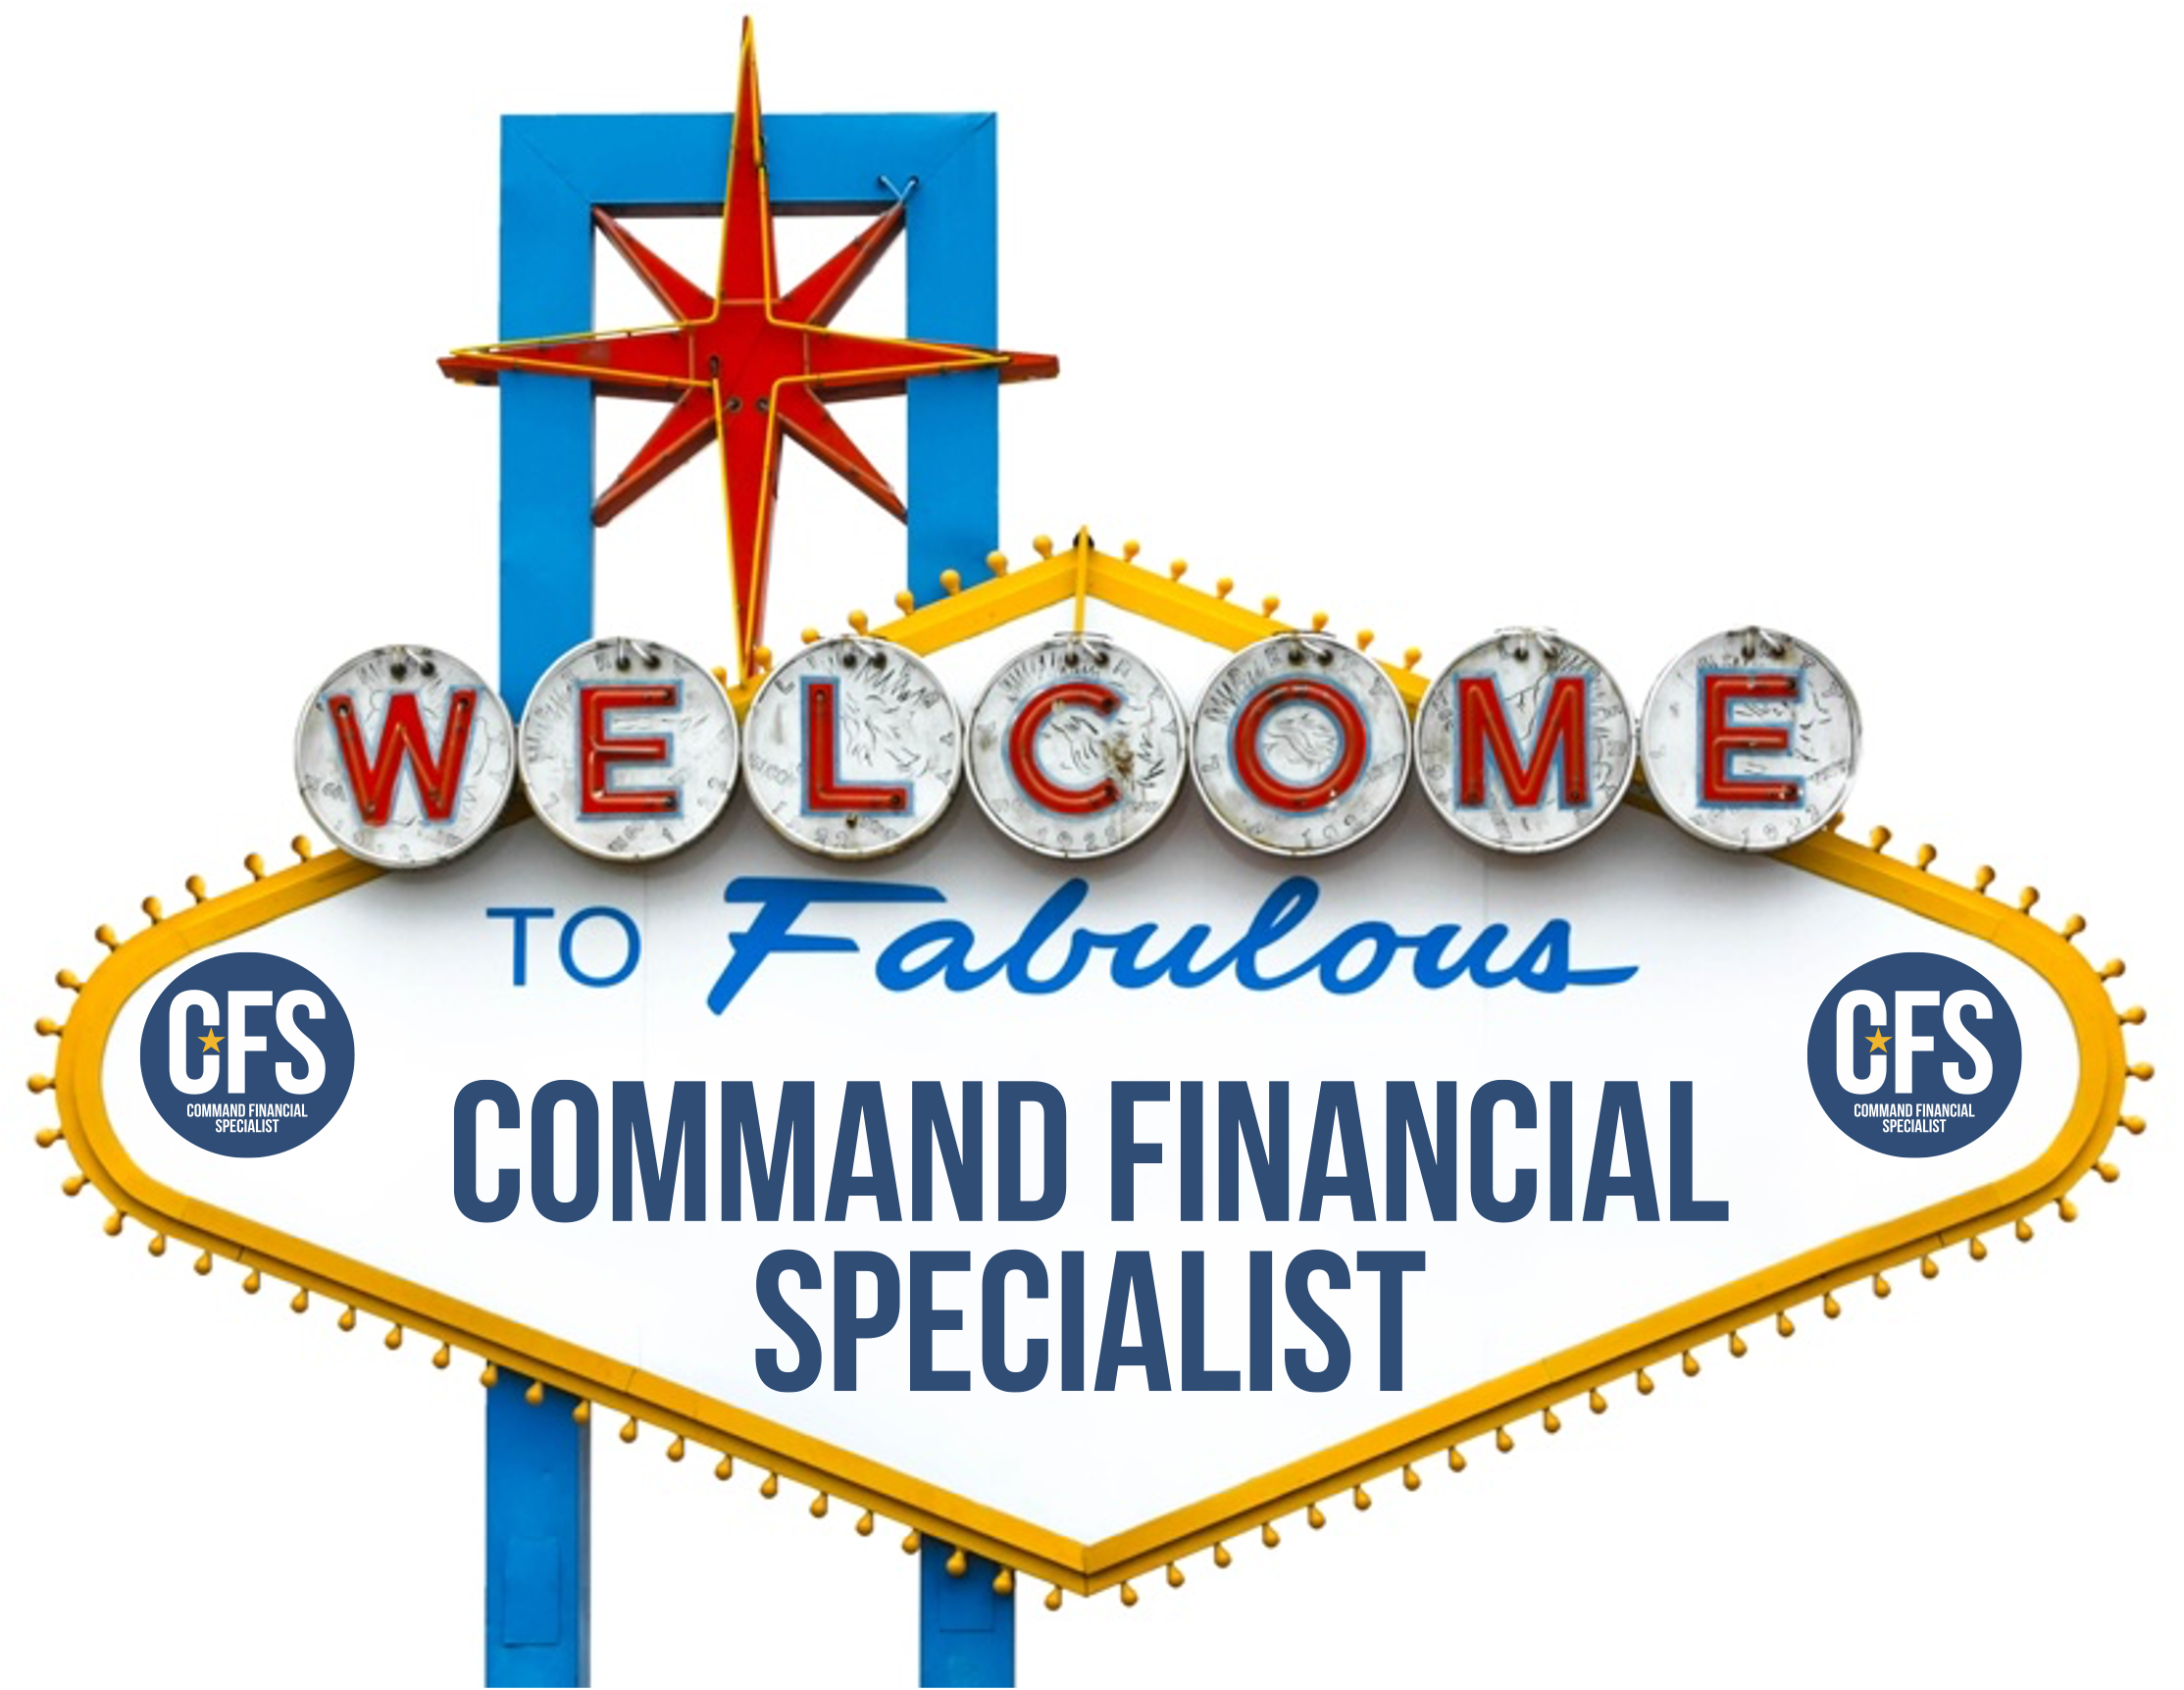 WELCOME
TO Fabulous
CFS
COMMAND FINANCIAL
SPECIALIST
COMMAND FINANCIAL
SPECIALIST
CFS
COMMAND FINANCIAL
SPECIALIST